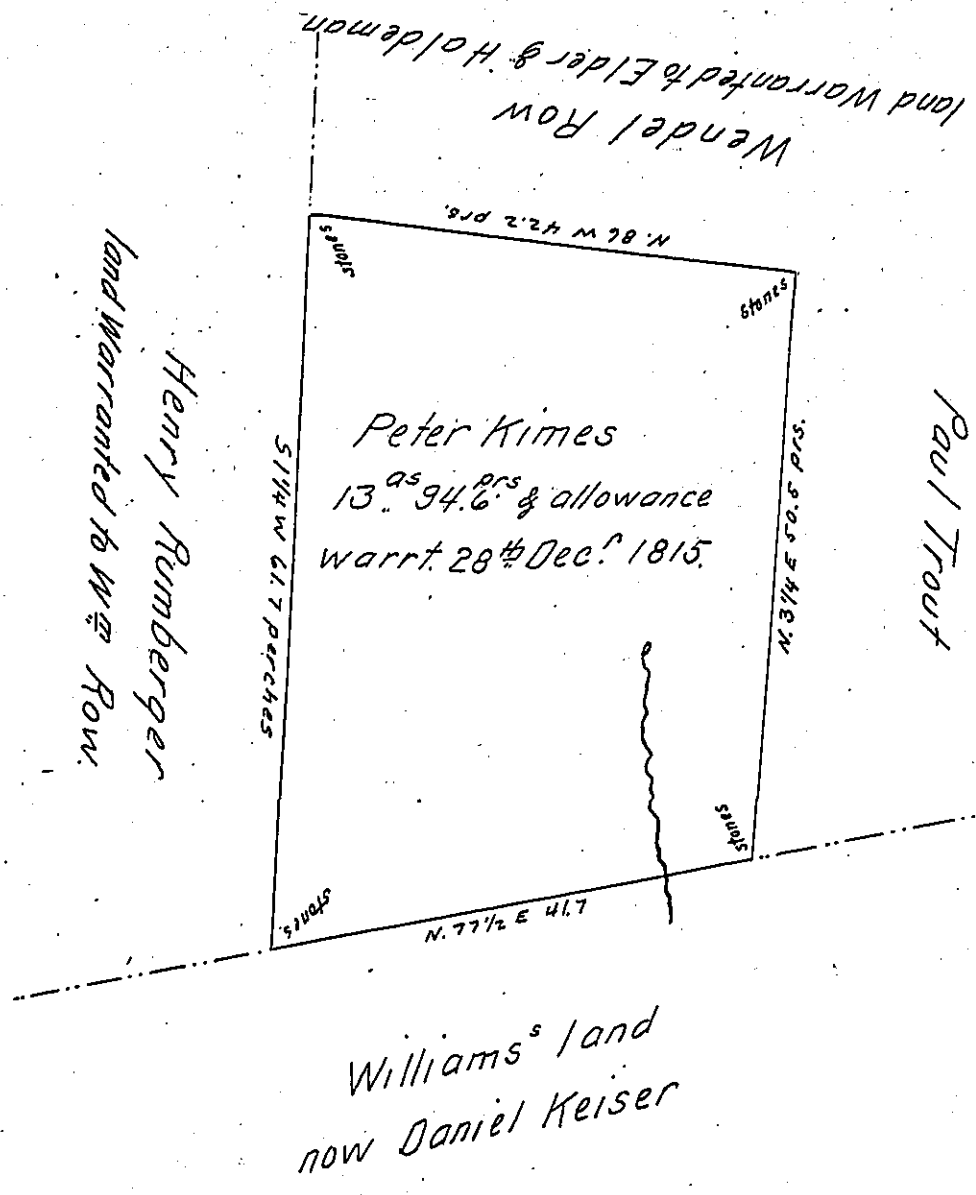 land Warranted to Elder & Haldeman
Wendel Row
N. 86 W 42.2 prs.
stones
stones
Henry Rumberger
land Warranted to Wm Row.
S 1 1/4 W 61.7 perches
Peter Kimes
13 as 94.6 prs & allowance
warrt. 28th Decr. 1815.
N. 3 1/4 E 50.5 prs.
Paul Trout
stones
stones.
N. 77 1/2 E 41.7
Williams's land
now Daniel Keiser